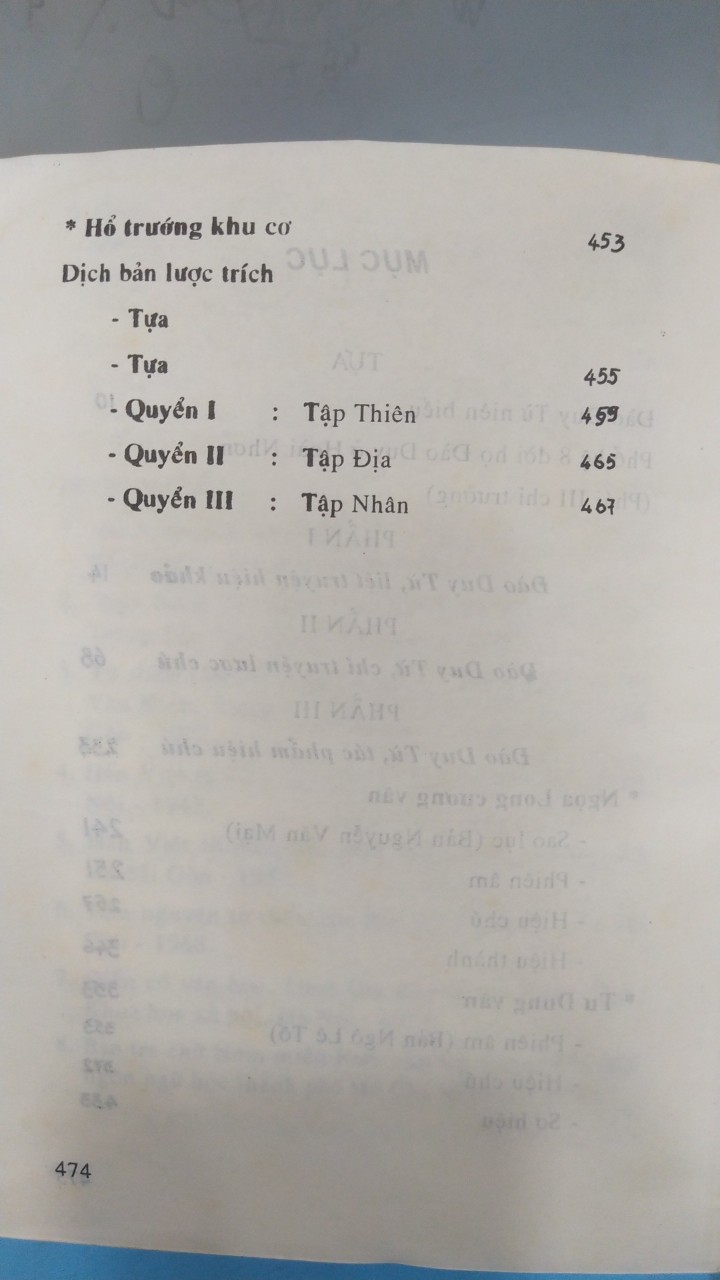 * Hổ trướng khu cơ 453
Dịch bản lược trích
- Tựa
- Tựa 455
- Quyển I : Tập Thiên 459
- Quyển II : Tập Địa 465
- Quyển III : Tập Nhân 467
474